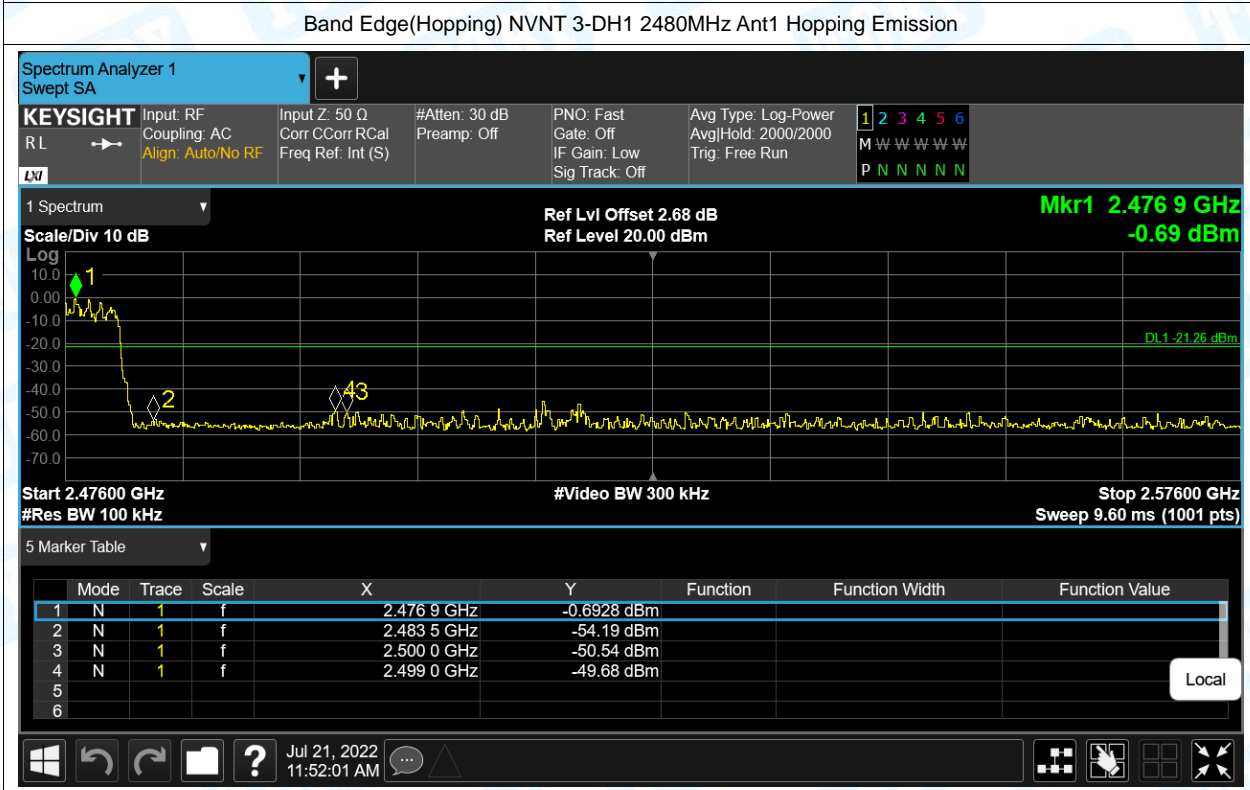 Band Edge(Hopping) NVNT 3-DH1 2480MHz Ant1 Hopping Emission
Spectrum Analyzer 1
Swept SA
KEYSIGHT
RL
LXI
Input: RF
Coupling: AC
Align: Auto/No RF
Input Z: 50 Ω
Corr CCorr RCal
Freq Ref: Int (S)
#Atten: 30 dB
Preamp: Off
PNO: Fast
Gate: Off
IF Gain: Low
Sig Track: Off
Avg Type: Log-Power
Avg|Hold: 2000/2000
Trig: Free Run
1 2 3 4 5 6
M W W W W W
P N N N N N
1 Spectrum
Scale/Div 10 dB
Ref Lvl Offset 2.68 dB
Ref Level 20.00 dBm
Mkr1 2.476 9 GHz
-0.69 dBm
Log
10.0
0.00
-10.0
-20.0
-30.0
-40.0
-50.0
-60.0
-70.0
1
2
43
DL1 -21.26 dBm
Start 2.47600 GHz
#Res BW 100 kHz
#Video BW 300 kHz
Stop 2.57600 GHz
Sweep 9.60 ms (1001 pts)
5 Marker Table
Mode Trace Scale X Y Function Function Width Function Value
1 N 1 f 2.476 9 GHz -0.6928 dBm
2 N 1 f 2.483 5 GHz -54.19 dBm
3 N 1 f 2.500 0 GHz -50.54 dBm
4 N 1 f 2.499 0 GHz -49.68 dBm
5
6
Local
Jul 21, 2022
11:52:01 AM